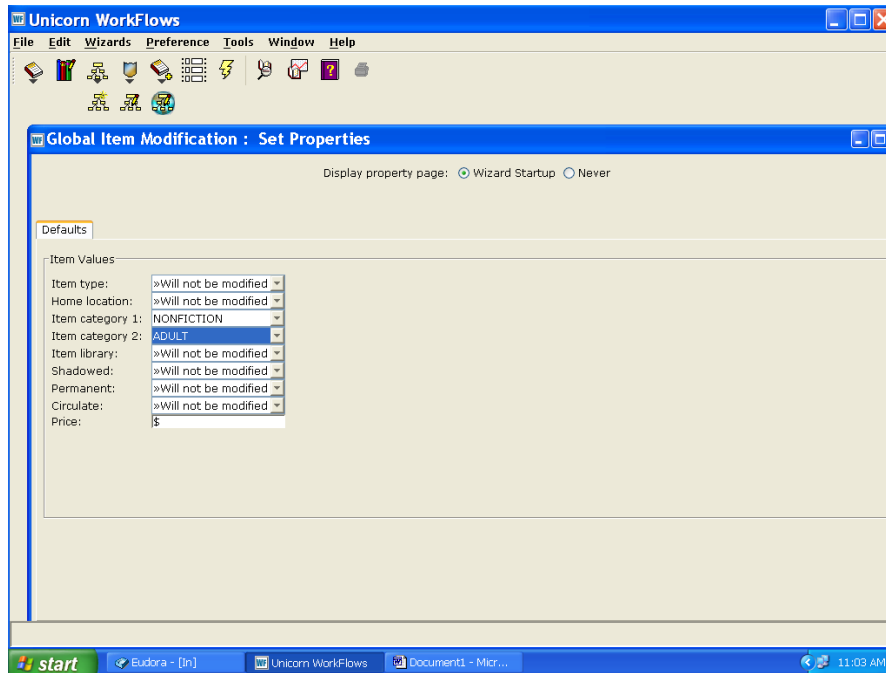 Unicorn WorkFlows
File Edit Wizards Preference Tools Window Help
Global Item Modification : Set Properties
Display property page: Wizard Startup Never
Defaults
Item Values
Item type: »Will not be modified
Home location: »Will not be modified
Item category 1: NONFICTION
Item category 2: ADULT
Item library: »Will not be modified
Shadowed: »Will not be modified
Permanent: »Will not be modified
Circulate: »Will not be modified
Price: $
start Eudora - [In] WF Unicorn WorkFlows Document1 - Micr... 11:03 AM